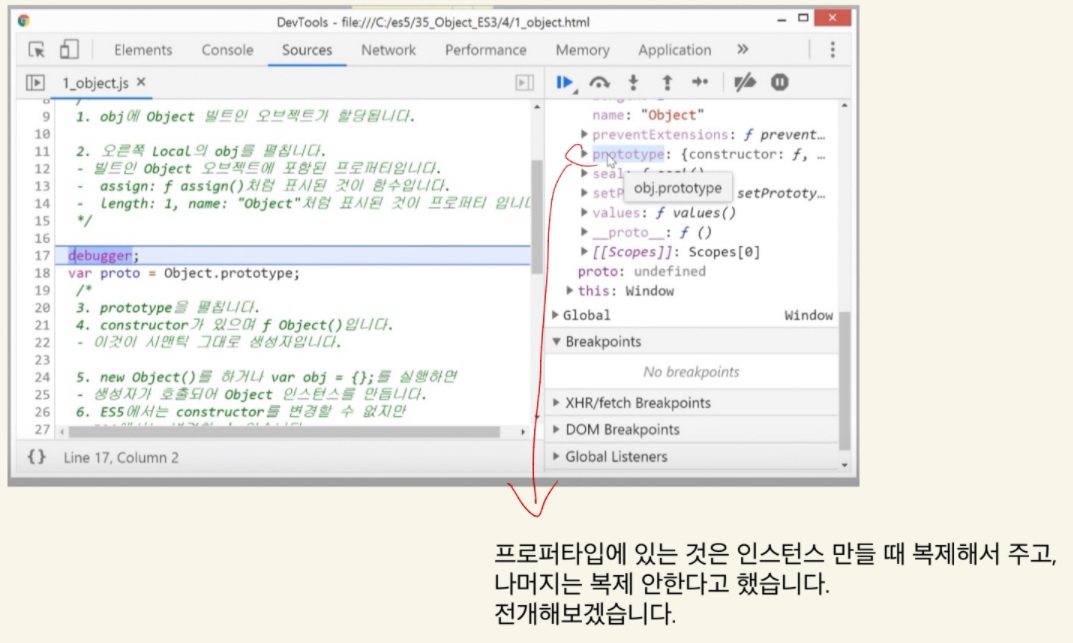 DevTools - file:///C:/es5/35_Object_ES3/4/1_object.html
Elements Console Sources Network Performance Memory Application »
1_object.js ×
9 1. obj에 Object 빌트인 오브젝트가 할당됩니다.
10
11 2. 오른쪽 Local의 obj를 펼칩니다.
12 - 빌트인 Object 오브젝트에 포함된 프로퍼티입니다.
13 - assign: f assign()처럼 표시된 것이 함수입니다.
14 - length: 1, name: "Object"처럼 표시된 것이 프로퍼티 입니다
15 */
16
17 debugger;
18 var proto = Object.prototype;
19 /*
20 3. prototype을 펼칩니다.
21 4. constructor가 있으며 f Object()입니다.
22 - 이것이 시맨틱 그대로 생성자입니다.
23
24 5. new Object()를 하거나 var obj = {};를 실행하면
25 - 생성자가 호출되어 Object 인스턴스를 만듭니다.
26 6. ES5에서는 constructor를 변경할 수 없지만
27
{} Line 17, Column 2
name: "Object"
preventExtensions: f prevent…
prototype: {constructor: f, …
seal: f seal()
obj.prototype
setP setPrototy…
values: f values()
__proto__: f ()
[[Scopes]]: Scopes[0]
proto: undefined
this: Window
Global Window
Breakpoints
No breakpoints
XHR/fetch Breakpoints
DOM Breakpoints
Global Listeners
프로퍼타입에 있는 것은 인스턴스 만들 때 복제해서 주고,
나머지는 복제 안한다고 했습니다.
전개해보겠습니다.